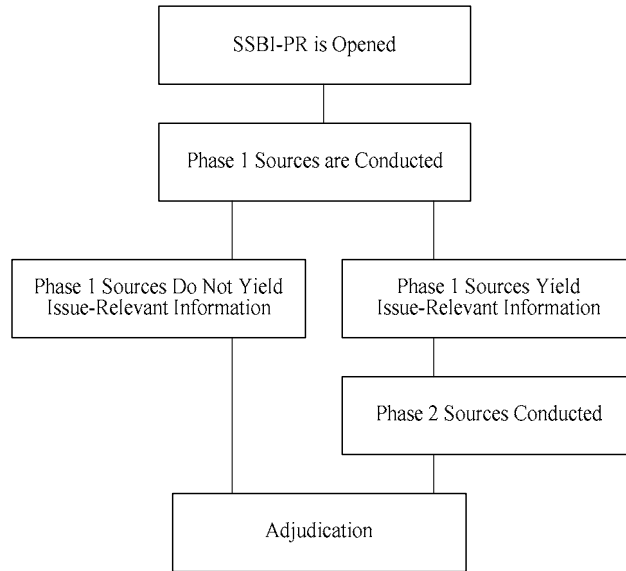 SSBI-PR is Opened
Phase 1 Sources are Conducted
Phase 1 Sources Do Not Yield
Issue-Relevant Information
Phase 1 Sources Yield
Issue-Relevant Information
Phase 2 Sources Conducted
Adjudication